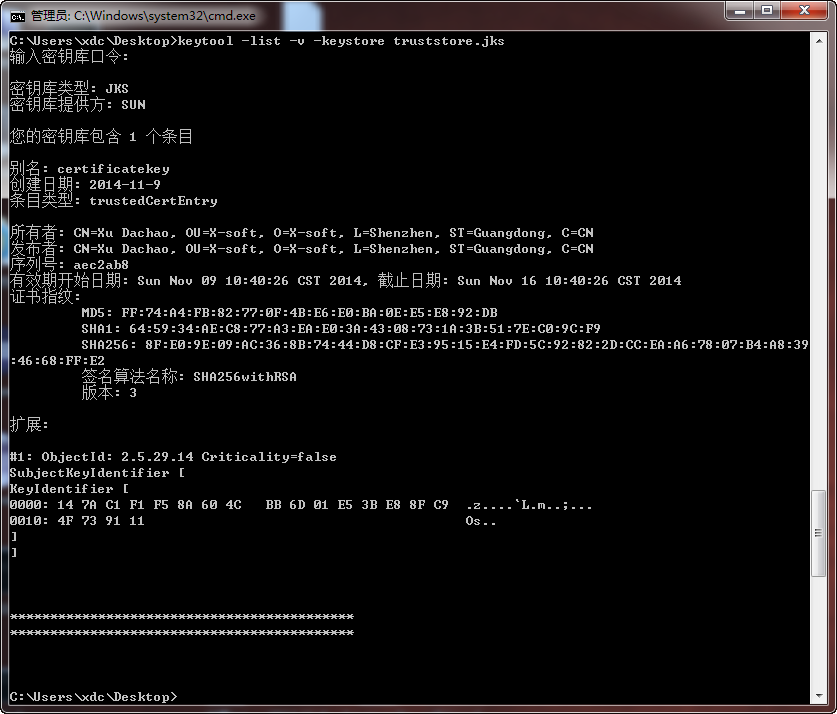 管理员: C:\Windows\system32\cmd.exe
C:\Users\xdc\Desktop>keytool -list -v -keystore truststore.jks
输入密钥库口令:
密钥库类型: JKS
密钥库提供方: SUN
您的密钥库包含 1 个条目
别名: certificatekey
创建日期: 2014-11-9
条目类型: trustedCertEntry
所有者: CN=Xu Dachao, OU=X-soft, O=X-soft, L=Shenzhen, ST=Guangdong, C=CN
发布者: CN=Xu Dachao, OU=X-soft, O=X-soft, L=Shenzhen, ST=Guangdong, C=CN
序列号: aec2ab8
有效期开始日期: Sun Nov 09 10:40:26 CST 2014, 截止日期: Sun Nov 16 10:40:26 CST 2014
证书指纹:
MD5: FF:74:A4:FB:82:77:0F:4B:E6:E0:BA:0E:E5:E8:92:DB
SHA1: 64:59:34:AE:C8:77:A3:EA:E0:3A:43:08:73:1A:3B:51:7E:C0:9C:F9
SHA256: 8F:E0:9E:09:AC:36:8B:74:44:D8:CF:E3:95:15:E4:FD:5C:92:82:2D:CC:EA:A6:78:07:B4:A8:39
:46:68:FF:E2
签名算法名称: SHA256withRSA
版本: 3
扩展:
#1: ObjectId: 2.5.29.14 Criticality=false
SubjectKeyIdentifier [
KeyIdentifier [
0000: 14 7A C1 F1 F5 8A 60 4C   BB 6D 01 E5 3B E8 8F C9  .z....`L.m..;...
0010: 4F 73 91 11                                        Os..
]
]
*******************************************
*******************************************
C:\Users\xdc\Desktop>